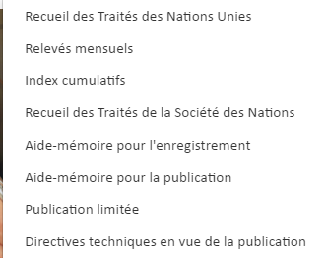 Recueil des Traités des Nations Unies
Relevés mensuels
Index cumulatifs
Recueil des Traités de la Société des Nations
Aide-mémoire pour l'enregistrement
Aide-mémoire pour la publication
Publication limitée
Directives techniques en vue de la publication